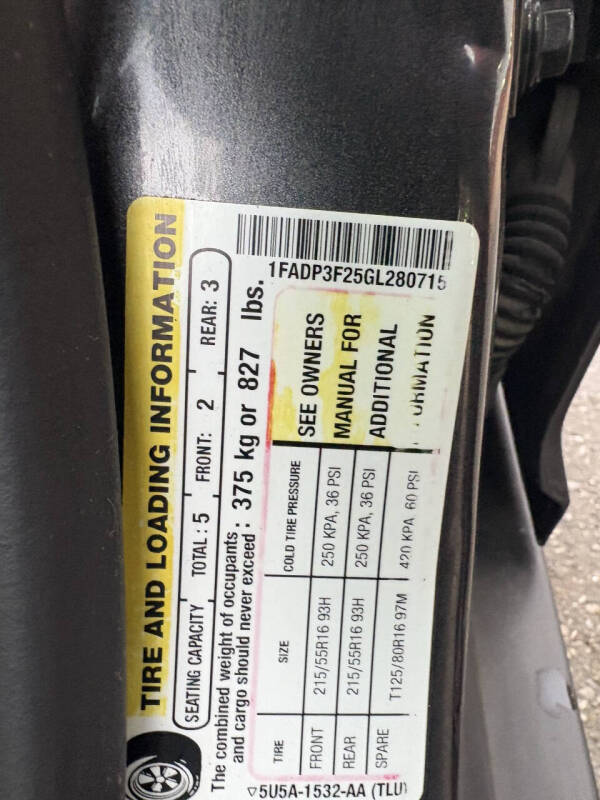 1FADP3F25GL280715
TIRE AND LOADING INFORMATION
SEATING CAPACITY TOTAL : 5 FRONT: 2 REAR: 3
The combined weight of occupants
and cargo should never exceed : 375 kg or 827 lbs.
TIRE SIZE COLD TIRE PRESSURE
FRONT 215/55R16 93H 250 KPA, 36 PSI
REAR 215/55R16 93H 250 KPA, 36 PSI
SPARE T125/80R16 97M 420 KPA, 60 PSI
SEE OWNERS
MANUAL FOR
ADDITIONAL
INFORMATION
▽5U5A-1532-AA (TLU)